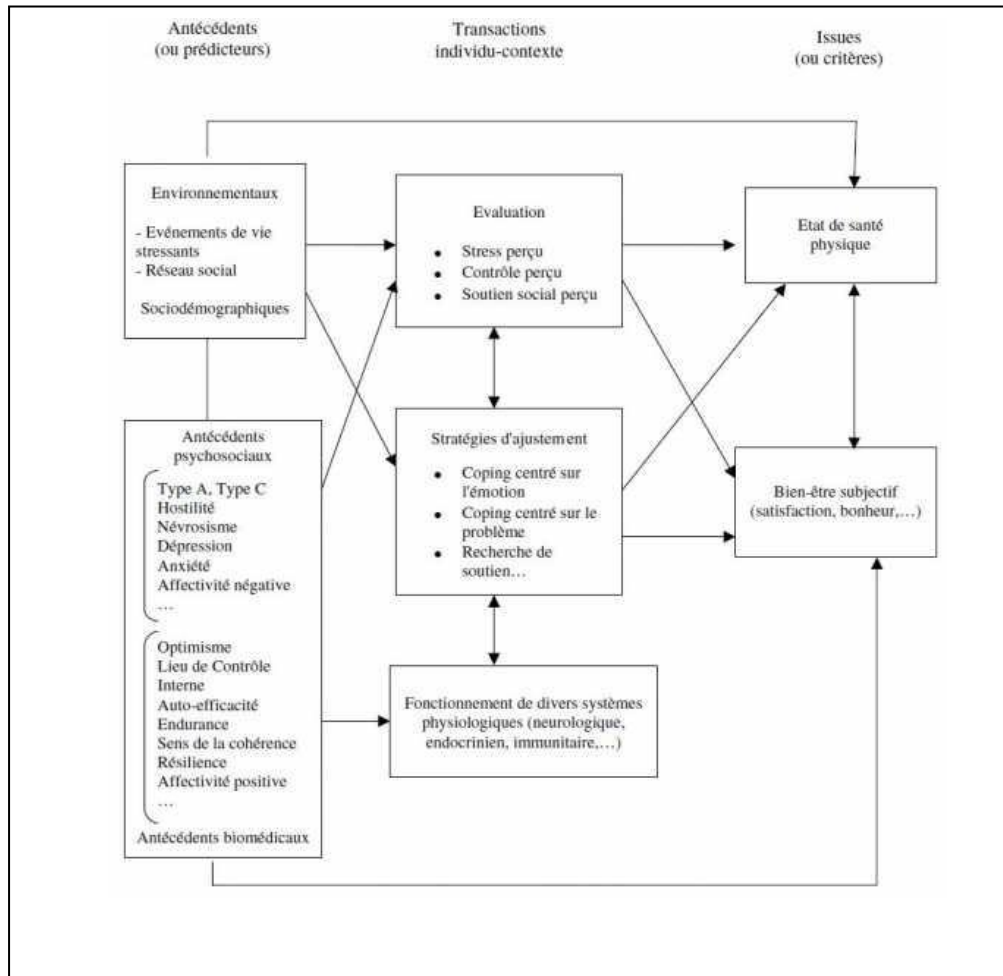 Antécédents
(ou prédicteurs)
Transactions
individu-contexte
Issues
(ou critères)
Environnementaux
- Evénements de vie
stressants
- Réseau social
Sociodémographiques
Antécédents
psychosociaux
Type A, Type C
Hostilité
Névrosisme
Dépression
Anxiété
Affectivité négative
…
Optimisme
Lieu de Contrôle
Interne
Auto-efficacité
Endurance
Sens de la cohérence
Résilience
Affectivité positive
…
Antécédents biomédicaux
Evaluation
● Stress perçu
● Contrôle perçu
● Soutien social perçu
Stratégies d'ajustement
● Coping centré sur
l'émotion
● Coping centré sur le
problème
● Recherche de
soutien…
Fonctionnement de divers systèmes
physiologiques (neurologique,
endocrinien, immunitaire,…)
Etat de santé
physique
Bien-être subjectif
(satisfaction, bonheur,…)